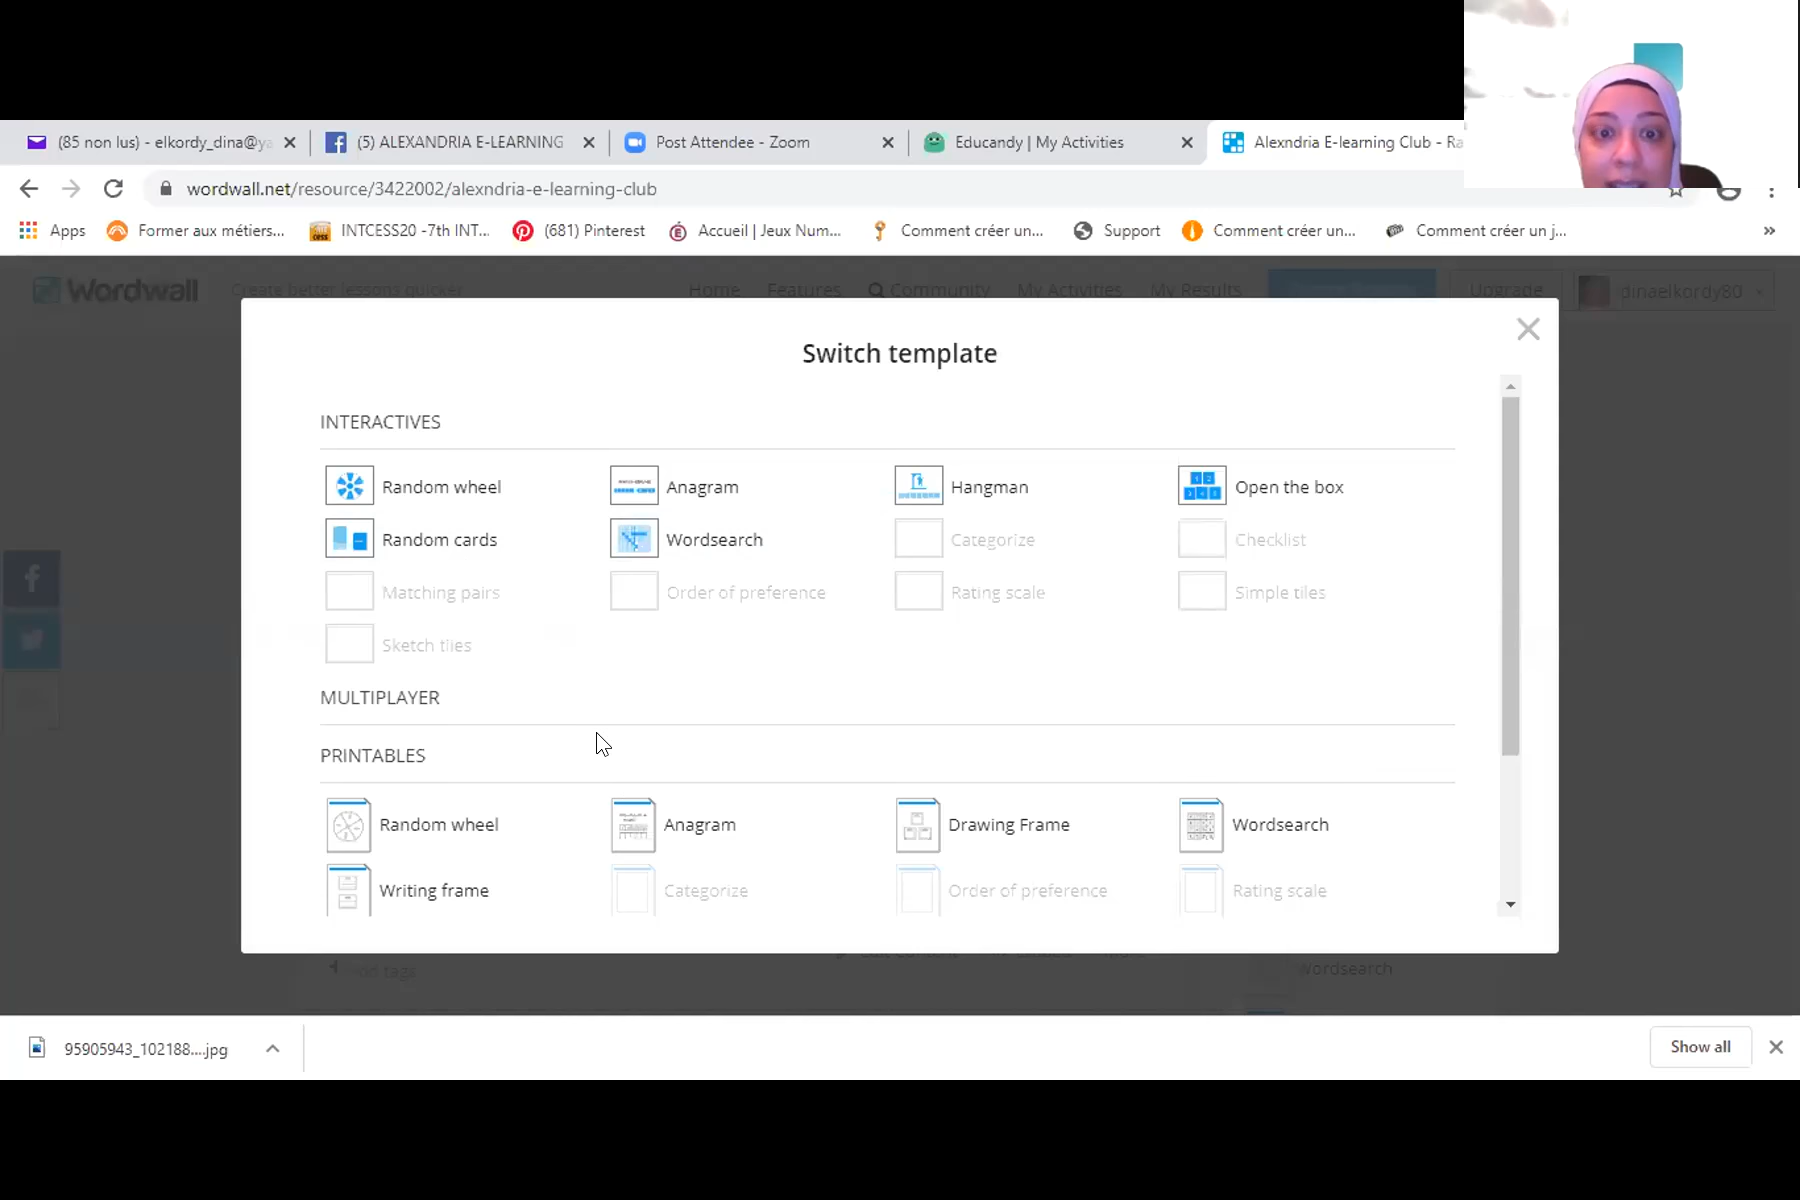 (85 non lus) - elkordy_dina@ya
(5) ALEXANDRIA E-LEARNING
Post Attendee - Zoom
Educandy | My Activities
Alexndria E-learning Club - Ra
wordwall.net/resource/3422002/alexndria-e-learning-club
Apps
Former aux métiers...
INTCESS20 -7th INT...
(681) Pinterest
Accueil | Jeux Num...
Comment créer un...
Support
Comment créer un...
Comment créer un j...
»
Wordwall
Create better lessons quicker
Home
Features
Community
My Activities
My Results
Upgrade
dinaelkordy80
Switch template
INTERACTIVES
Random wheel
Anagram
Hangman
Open the box
Random cards
Wordsearch
Categorize
Checklist
Matching pairs
Order of preference
Rating scale
Simple tiles
Sketch tiles
MULTIPLAYER
PRINTABLES
Random wheel
Anagram
Drawing Frame
Wordsearch
Writing frame
Categorize
Order of preference
Rating scale
Add tags
Wordsearch
95905943_102188....jpg
Show all